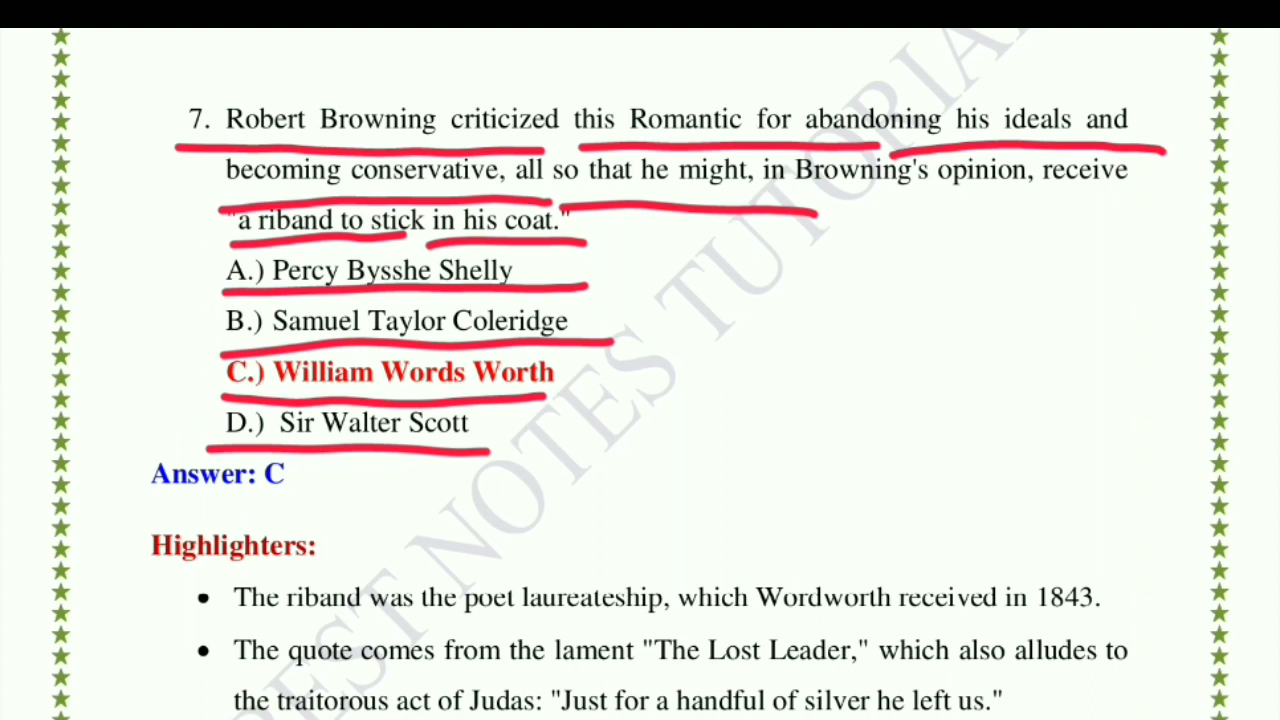 7. Robert Browning criticized this Romantic for abandoning his ideals and
becoming conservative, all so that he might, in Browning's opinion, receive
"a riband to stick in his coat."
A.) Percy Bysshe Shelly
B.) Samuel Taylor Coleridge
C.) William Words Worth
D.) Sir Walter Scott
Answer: C
Highlighters:
• The riband was the poet laureateship, which Wordworth received in 1843.
• The quote comes from the lament "The Lost Leader," which also alludes to
the traitorous act of Judas: "Just for a handful of silver he left us."
EST NOTES TUTORIA